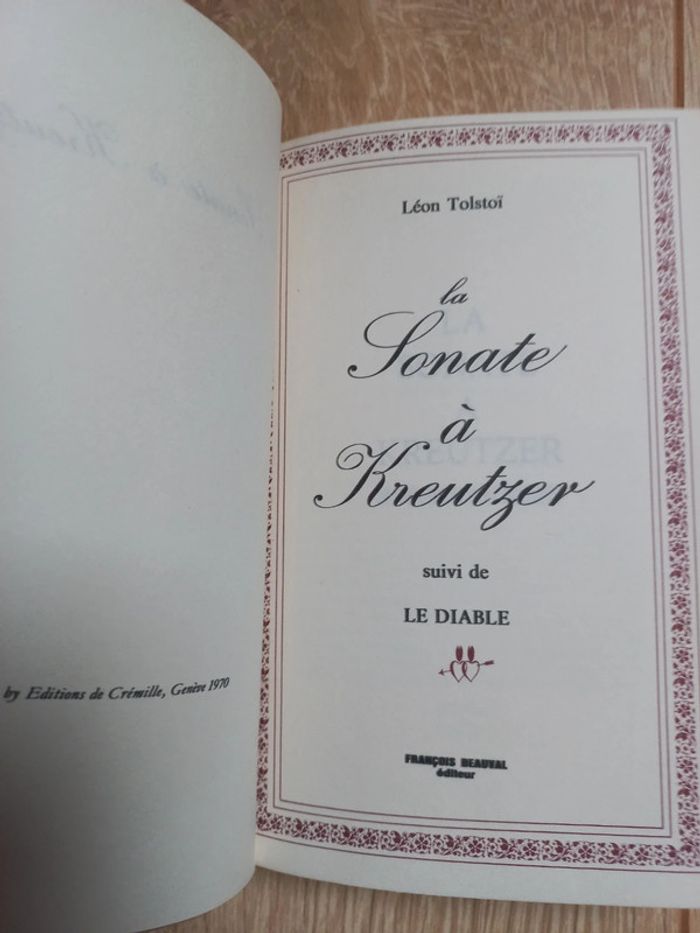 by Editions de Crémille, Genève 1970
Léon Tolstoï
la
Sonate
à
Kreutzer
suivi de
LE DIABLE
FRANÇOIS BEAUVAL
éditeur